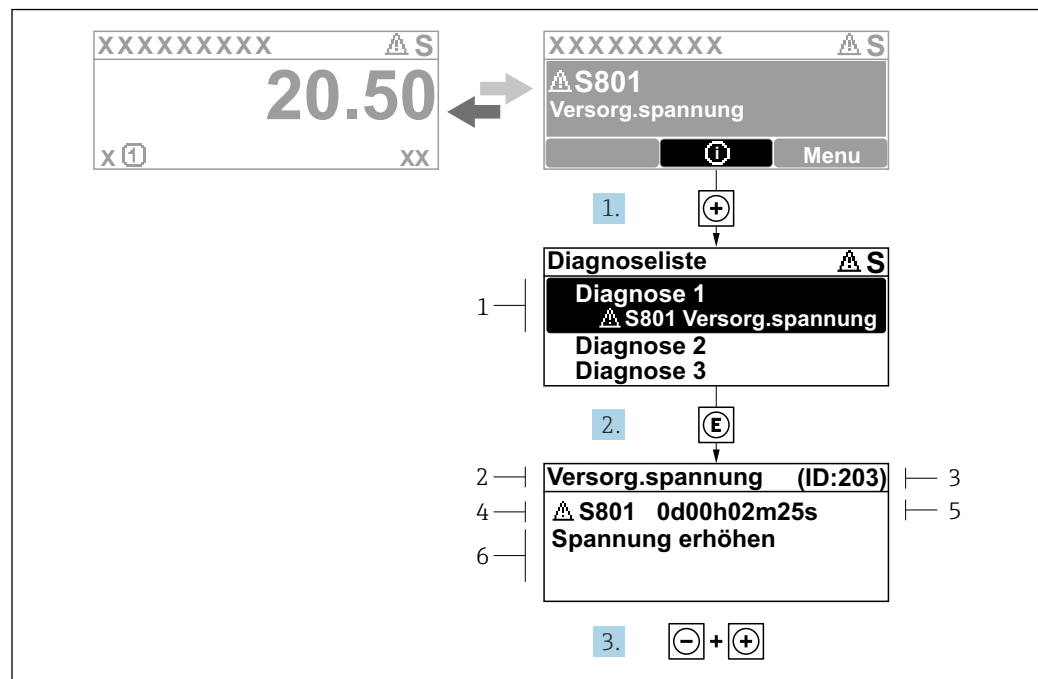 XXXXXXXXX ⚠ S
20.50
x ① xx
XXXXXXXXX ⚠ S
⚠ S801
Versorg.spannung
ⓘ Menu
1. ⊕
Diagnoseliste ⚠ S
1
Diagnose 1
⚠ S801 Versorg.spannung
Diagnose 2
Diagnose 3
2. Ⓔ
2 Versorg.spannung (ID:203) 3
4 ⚠ S801 0d00h02m25s 5
6 Spannung erhöhen
3. ⊖ + ⊕